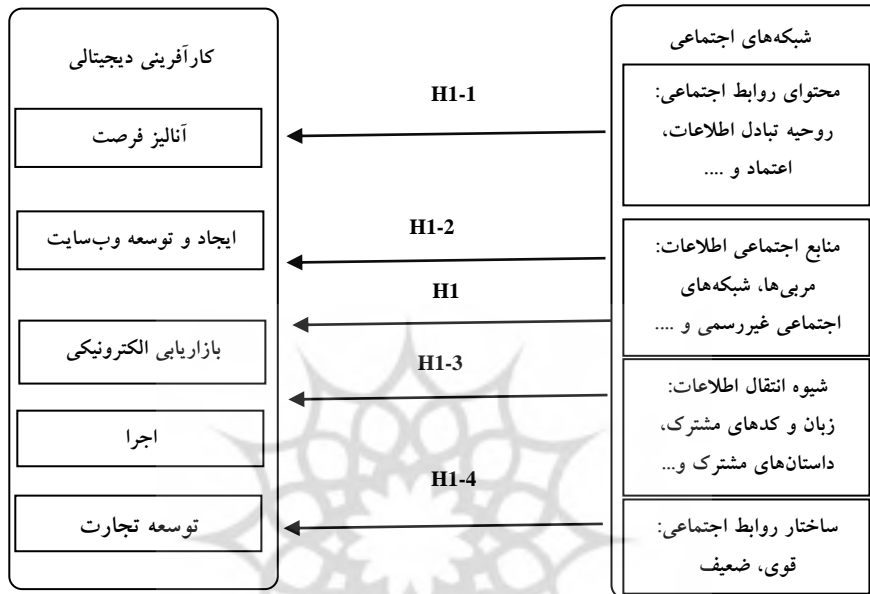 شبکه‌های اجتماعی
محتوای روابط اجتماعی:
روحیه تبادل اطلاعات،
اعتماد و ....
منابع اجتماعی اطلاعات:
مربی‌ها، شبکه‌های
اجتماعی غیررسمی و ....
شیوه انتقال اطلاعات:
زبان و کدهای مشترک،
داستان‌های مشترک و...
ساختار روابط اجتماعی:
قوی، ضعیف
H1-1
H1-2
H1
H1-3
H1-4
کارآفرینی دیجیتالی
آنالیز فرصت
ایجاد و توسعه وب‌سایت
بازاریابی الکترونیکی
اجرا
توسعه تجارت